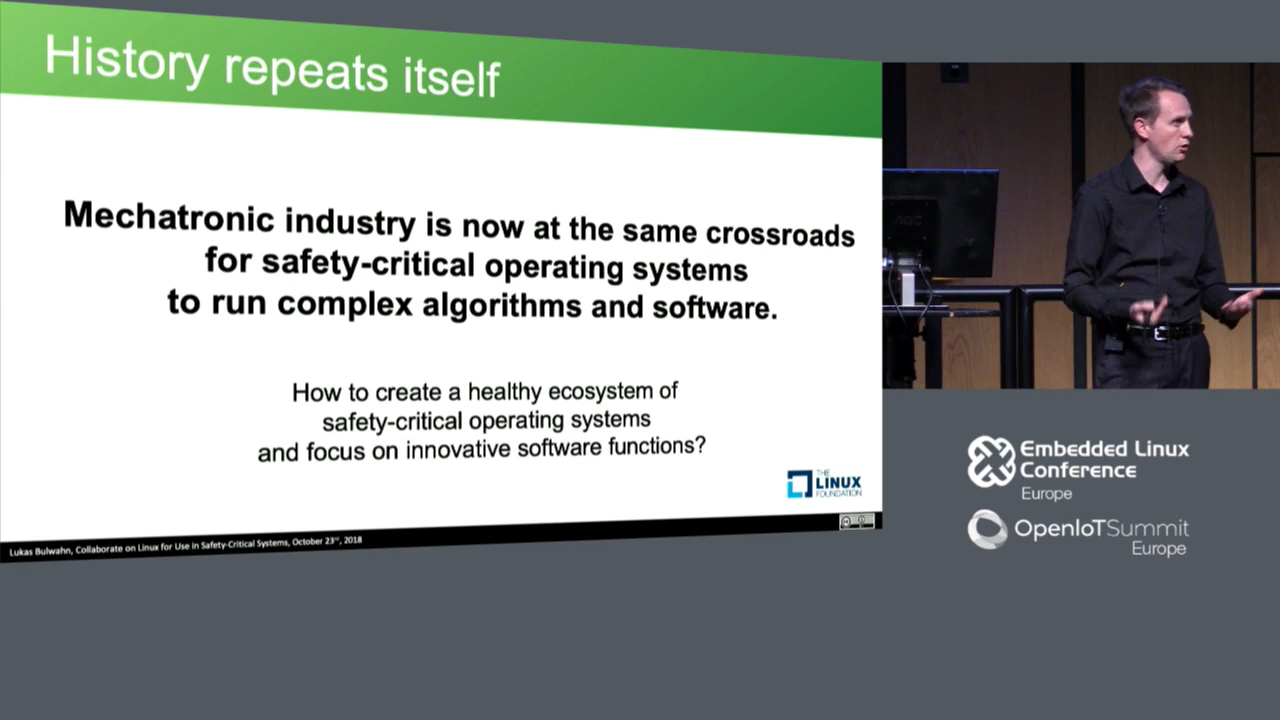 History repeats itself
Mechatronic industry is now at the same crossroads
for safety-critical operating systems
to run complex algorithms and software.
How to create a healthy ecosystem of
safety-critical operating systems
and focus on innovative software functions?
THE
LINUX
FOUNDATION
Lukas Bulwahn, Collaborate on Linux for Use in Safety-Critical Systems, October 23rd, 2018
AOC
Embedded Linux
Conference
Europe
OpenIoTSummit
Europe